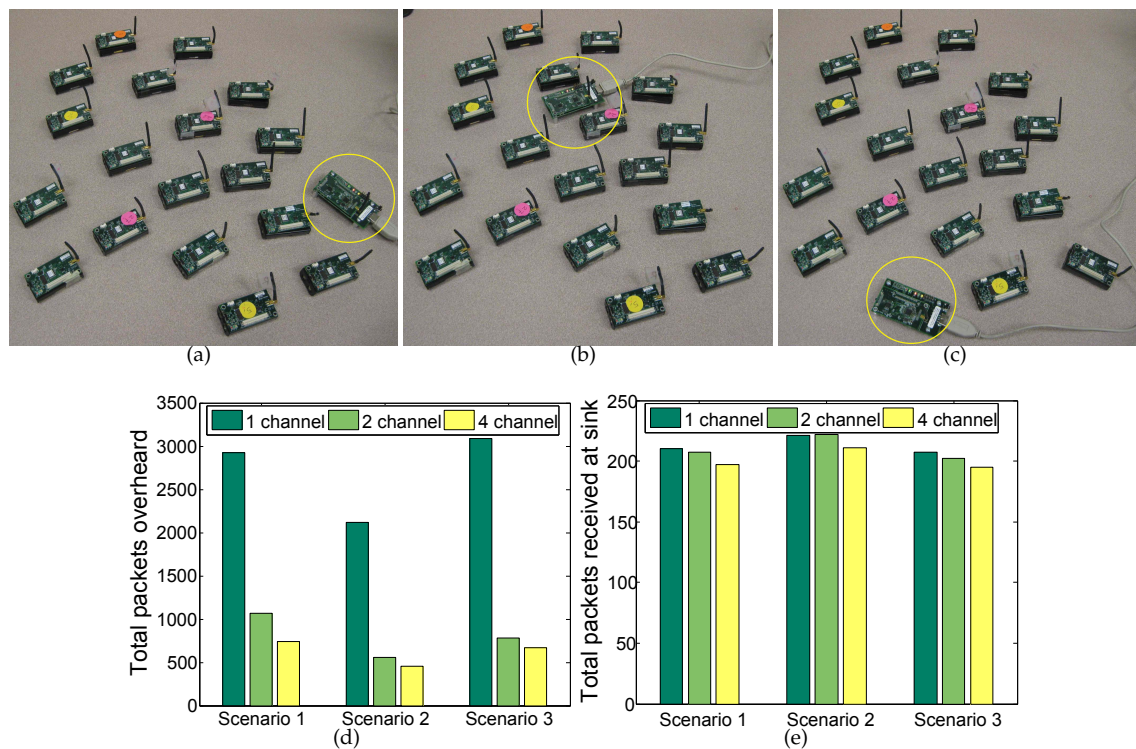 (a)
(b)
(c)
Total packets overheard
3500
3000
2500
2000
1500
1000
500
0
1 channel
2 channel
4 channel
Scenario 1
Scenario 2
Scenario 3
(d)
Total packets received at sink
250
200
150
100
50
0
1 channel
2 channel
4 channel
Scenario 1
Scenario 2
Scenario 3
(e)